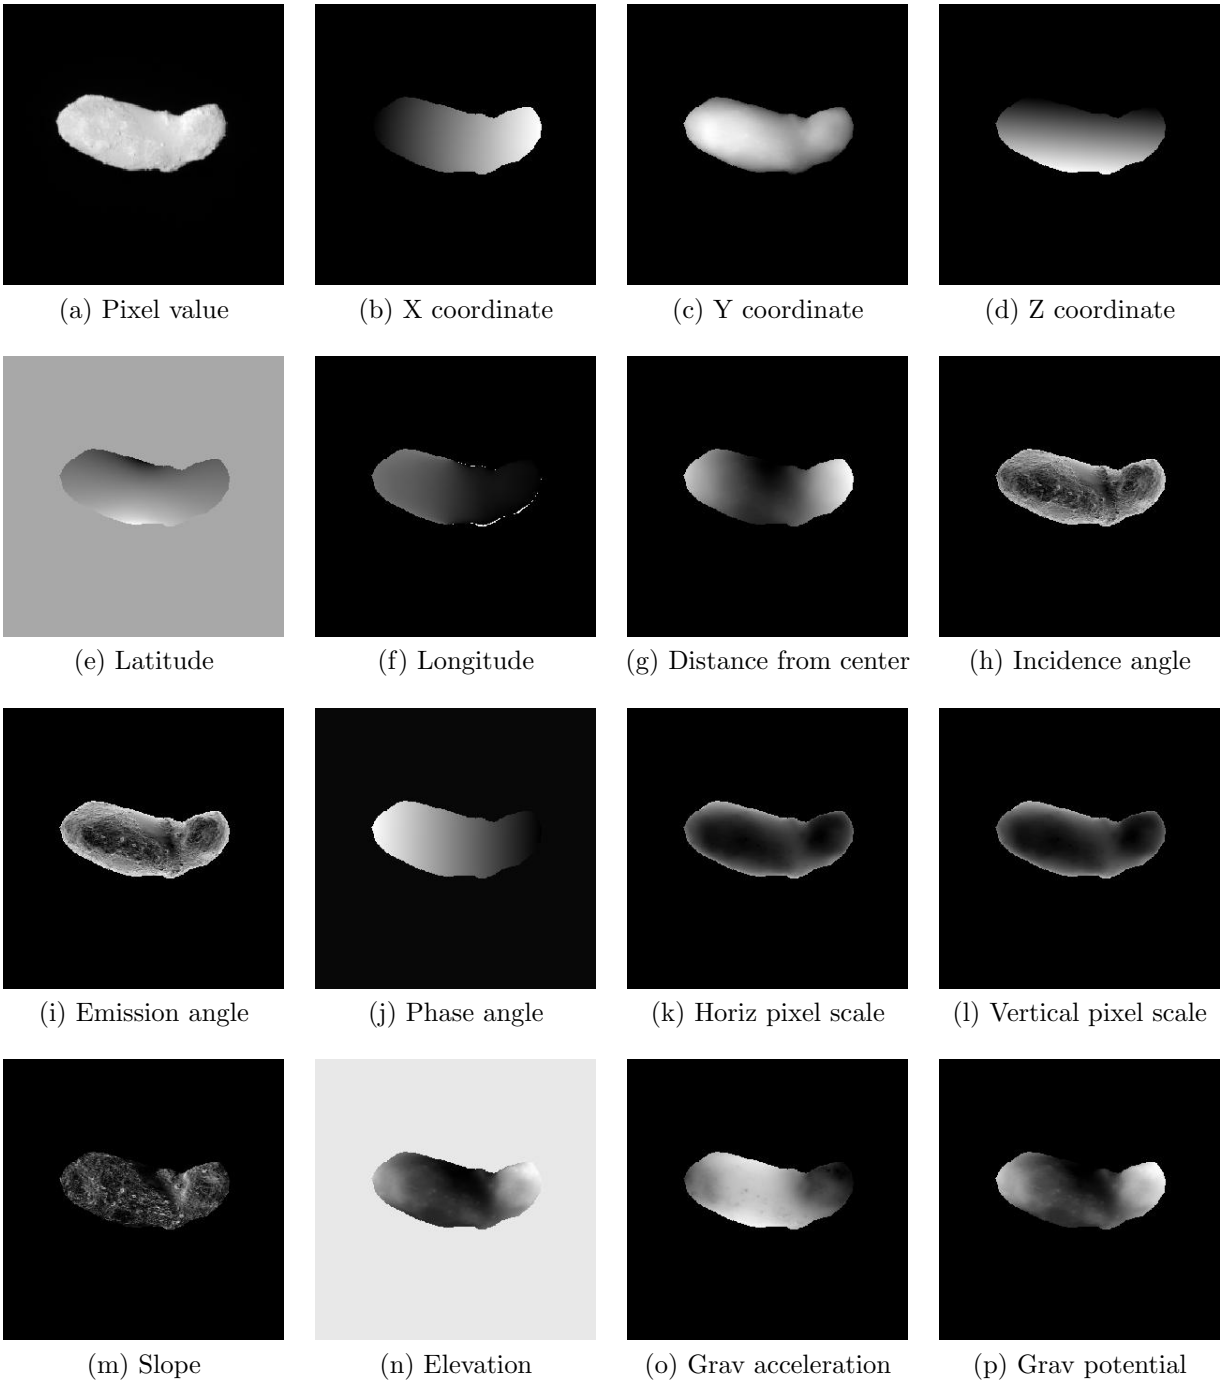 (a) Pixel value
(b) X coordinate
(c) Y coordinate
(d) Z coordinate
(e) Latitude
(f) Longitude
(g) Distance from center
(h) Incidence angle
(i) Emission angle
(j) Phase angle
(k) Horiz pixel scale
(l) Vertical pixel scale
(m) Slope
(n) Elevation
(o) Grav acceleration
(p) Grav potential